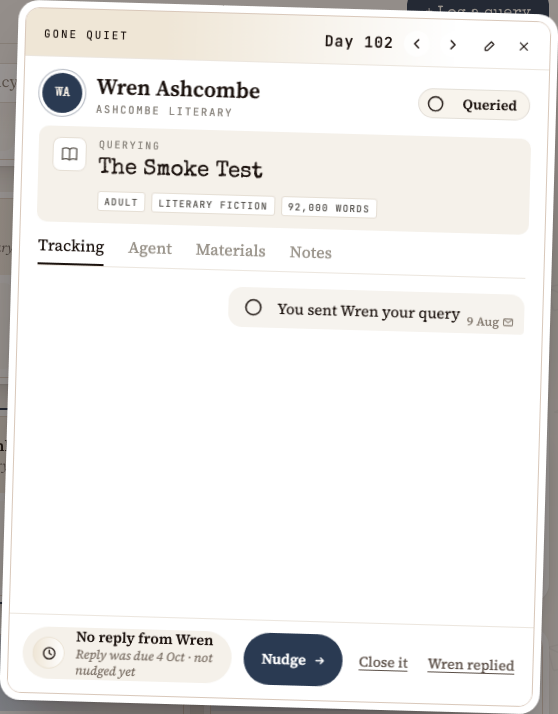 + Log a query
GONE QUIET
Day 102
WA
Wren Ashcombe
ASHCOMBE LITERARY
Queried
QUERYING
The Smoke Test
ADULT
LITERARY FICTION
92,000 WORDS
Tracking
Agent
Materials
Notes
You sent Wren your query
9 Aug
No reply from Wren
Reply was due 4 Oct · not
nudged yet
Nudge →
Close it
Wren replied